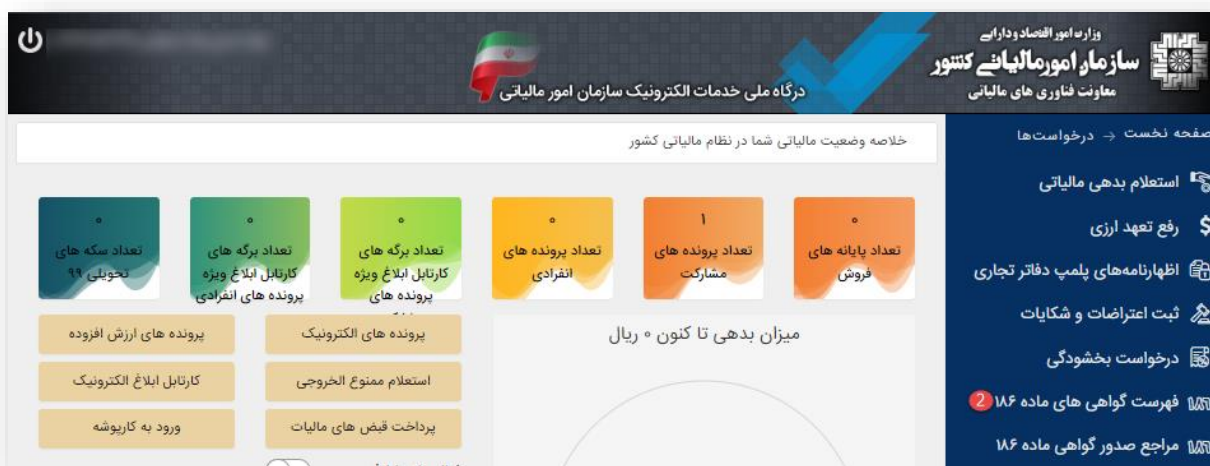 وزارت امور اقتصاد و دارایی
سازمان امور مالیاتی کشور
معاونت فناوری های مالیاتی
درگاه ملی خدمات الکترونیک سازمان امور مالیاتی
صفحه نخست → درخواست‌ها
استعلام بدهی مالیاتی
رفع تعهد ارزی
اظهارنامه‌های پلمپ دفاتر تجاری
ثبت اعتراضات و شکایات
درخواست بخشودگی
فهرست گواهی های ماده ۱۸۶ 2
مراجع صدور گواهی ماده ۱۸۶
خلاصه وضعیت مالیاتی شما در نظام مالیاتی کشور
۰
تعداد پایانه های
فروش
۱
تعداد پرونده های
مشارکت
۰
تعداد پرونده های
انفرادی
۰
تعداد برگه های
کارتابل ابلاغ ویژه
پرونده های
۰
تعداد برگه های
کارتابل ابلاغ ویژه
پرونده های انفرادی
۰
تعداد سکه های
تحویلی ۹۹
میزان بدهی تا کنون ۰ ریال
پرونده های الکترونیک
پرونده های ارزش افزوده
استعلام ممنوع الخروجی
کارتابل ابلاغ الکترونیک
پرداخت قبض های مالیات
ورود به کارپوشه